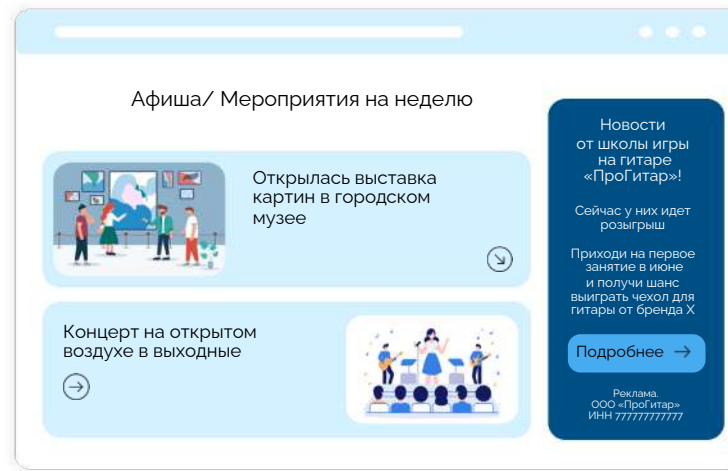 Афиша/ Мероприятия на неделю
Открылась выставка
картин в городском
музее
Концерт на открытом
воздухе в выходные
Новости
от школы игры
на гитаре
«ПроГитар»!
Сейчас у них идет
розыгрыш
Приходи на первое
занятие в июне
и получи шанс
выиграть чехол для
гитары от бренда X
Подробнее →
Реклама.
ООО «ПроГитар»
ИНН 777777777777